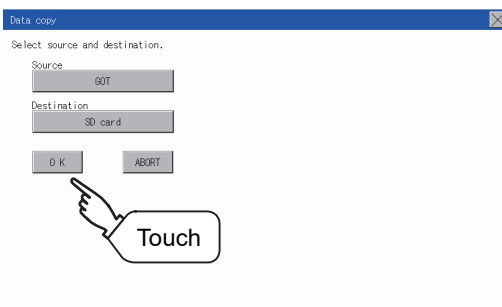 Data copy
Select source and destination.
Source
GOT
Destination
SD card
O K ABORT
Touch